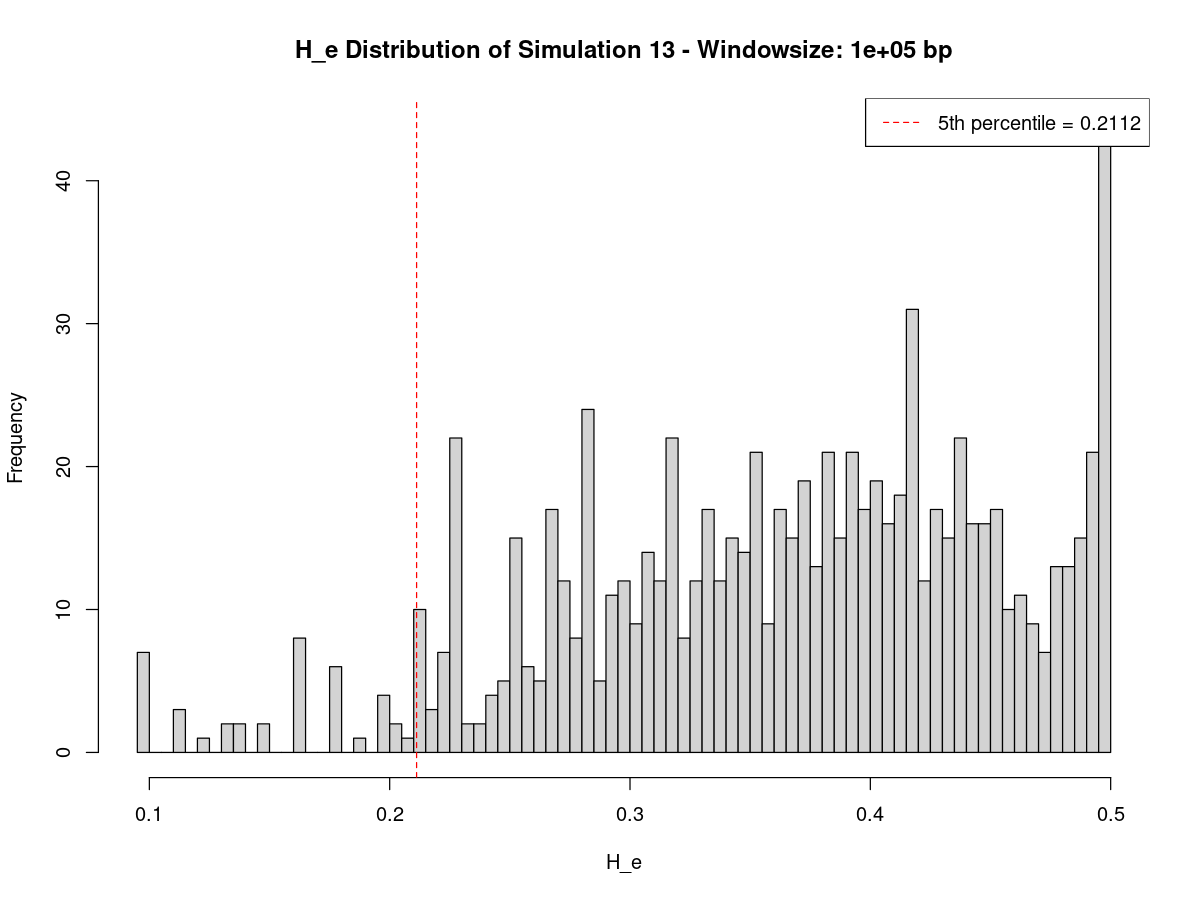 H_e Distribution of Simulation 13 - Windowsize: 1e+05 bp
5th percentile = 0.2112
Frequency
40
30
20
10
0
0.1 0.2 0.3 0.4 0.5
H_e